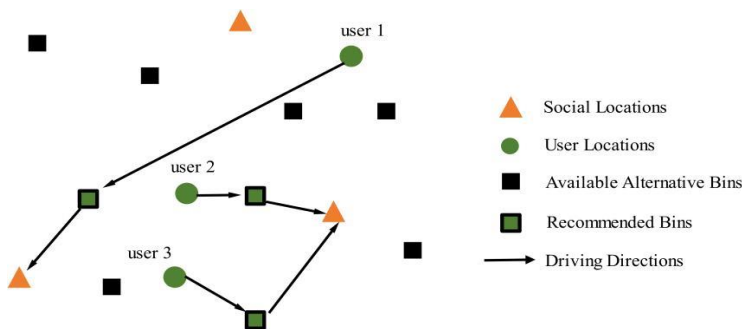 user 1
user 2
user 3
Social Locations
User Locations
Available Alternative Bins
Recommended Bins
Driving Directions